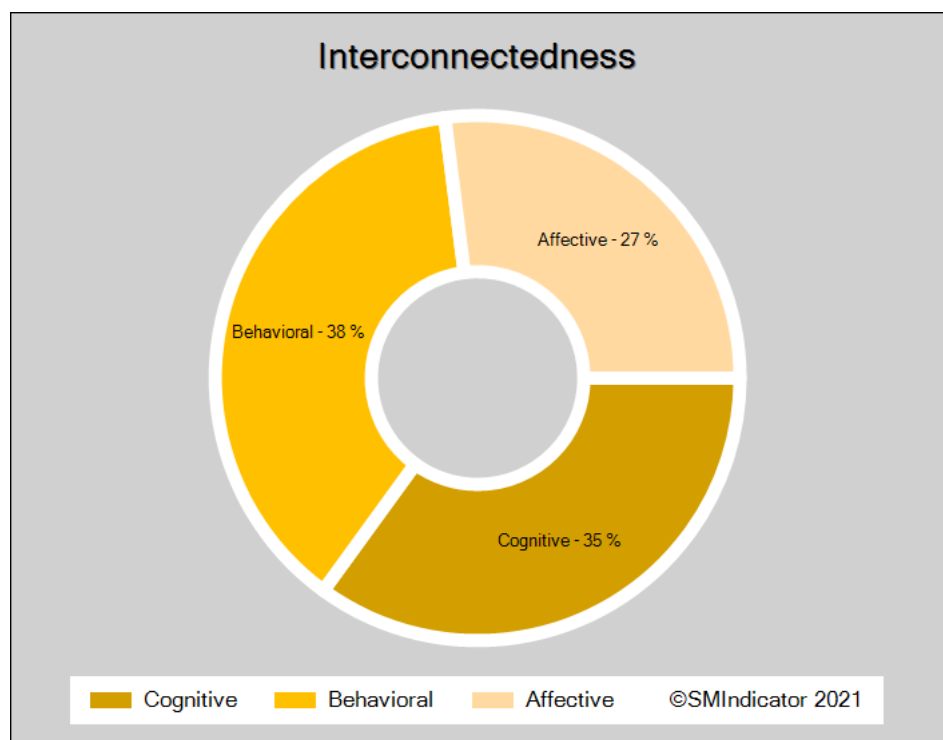 Interconnectedness
Affective - 27 %
Behavioral - 38 %
Cognitive - 35 %
Cognitive Behavioral Affective ©SMIndicator 2021